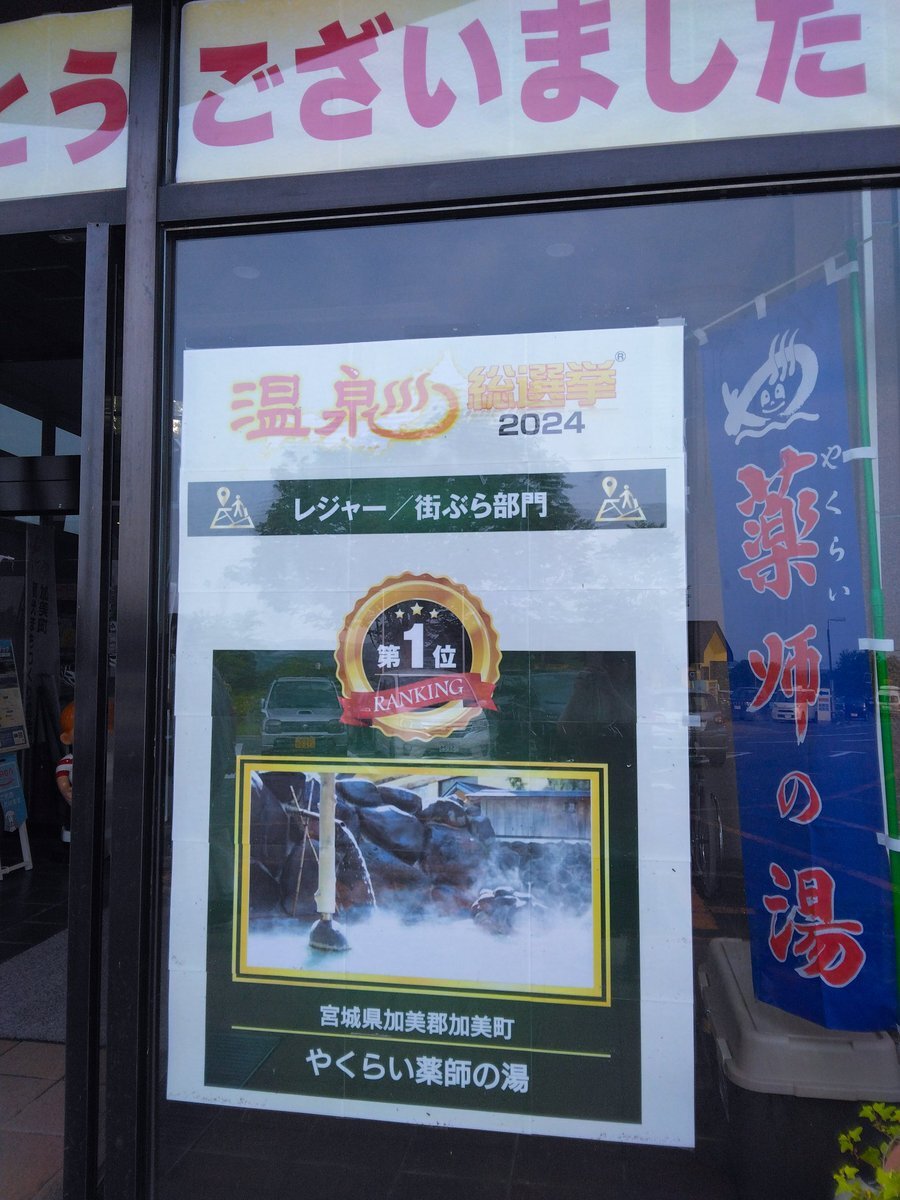 とう ございました
温泉 総選挙®
2024
レジャー／街ぶら部門
第1位
RANKING
宮城県加美郡加美町
やくらい薬師の湯
やくらい
薬師の湯